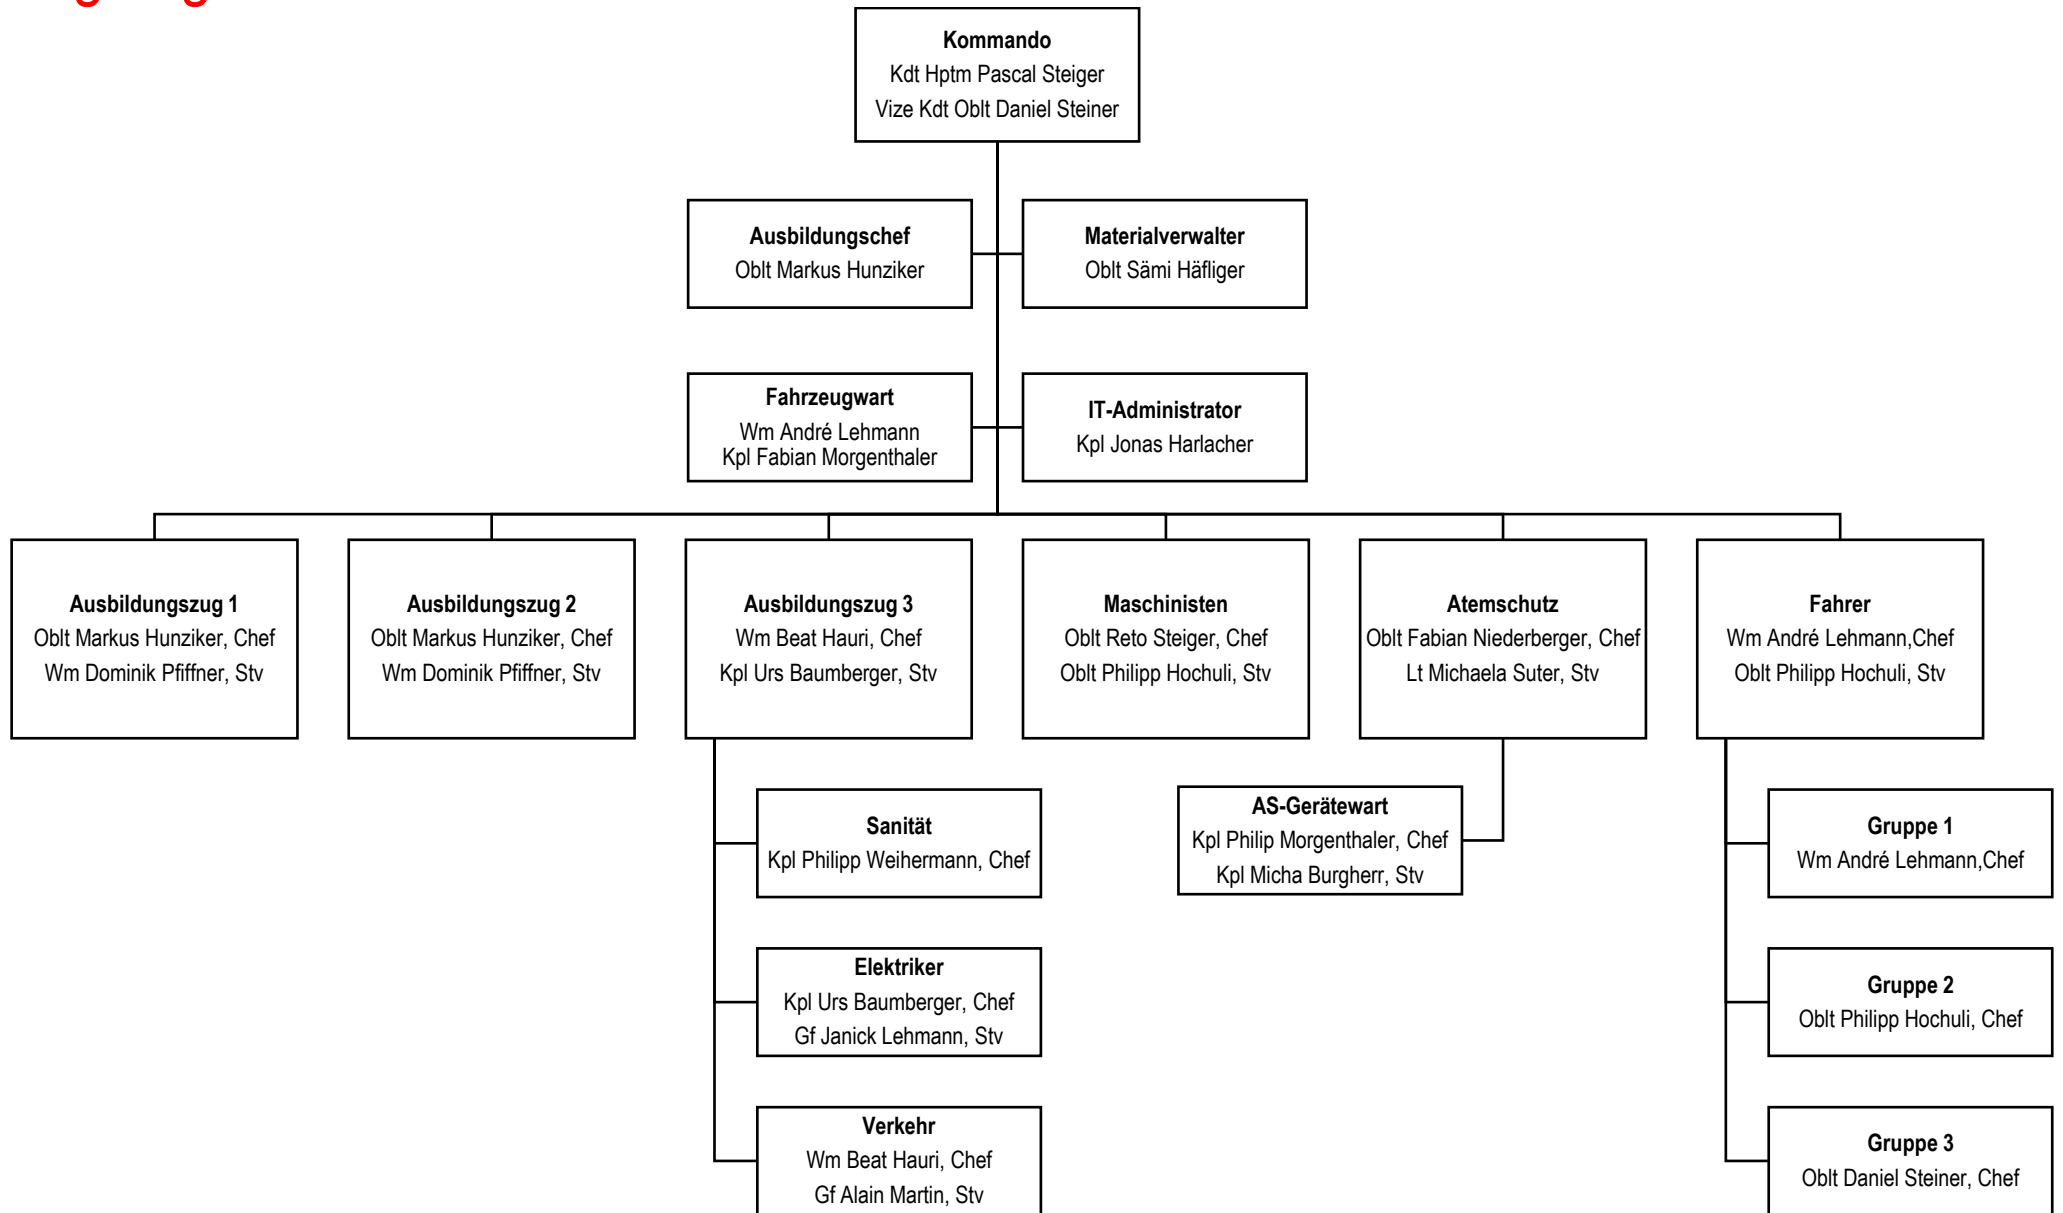 Kommando
Kdt Hptm Pascal Steiger
Vize Kdt Oblt Daniel Steiner
Ausbildungschef
Oblt Markus Hunziker
Materialverwalter
Oblt Sämi Häfliger
Fahrzeugwart
Wm André Lehmann
Kpl Fabian Morgenthaler
IT-Administrator
Kpl Jonas Harlacher
Ausbildungszug 1
Oblt Markus Hunziker, Chef
Wm Dominik Pfiffner, Stv
Ausbildungszug 2
Oblt Markus Hunziker, Chef
Wm Dominik Pfiffner, Stv
Ausbildungszug 3
Wm Beat Hauri, Chef
Kpl Urs Baumberger, Stv
Maschinisten
Oblt Reto Steiger, Chef
Oblt Philipp Hochuli, Stv
Atemschutz
Oblt Fabian Niederberger, Chef
Lt Michaela Suter, Stv
Fahrer
Wm André Lehmann,Chef
Oblt Philipp Hochuli, Stv
Sanität
Kpl Philipp Weihermann, Chef
Elektriker
Kpl Urs Baumberger, Chef
Gf Janick Lehmann, Stv
Verkehr
Wm Beat Hauri, Chef
Gf Alain Martin, Stv
AS-Gerätewart
Kpl Philip Morgenthaler, Chef
Kpl Micha Burgherr, Stv
Gruppe 1
Wm André Lehmann,Chef
Gruppe 2
Oblt Philipp Hochuli, Chef
Gruppe 3
Oblt Daniel Steiner, Chef